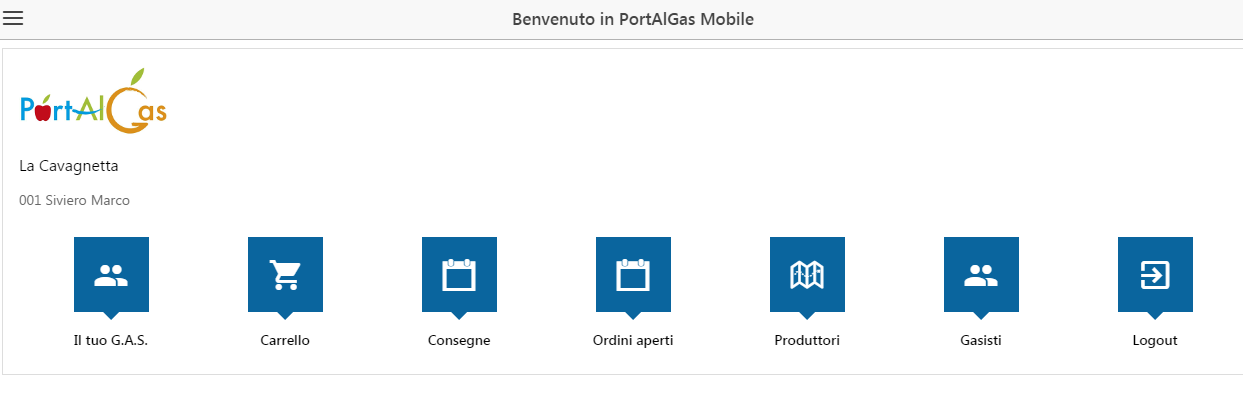 Benvenuto in PortAlGas Mobile
PortAlGas
La Cavagnetta
001 Siviero Marco
Il tuo G.A.S.
Carrello
Consegne
Ordini aperti
Produttori
Gasisti
Logout